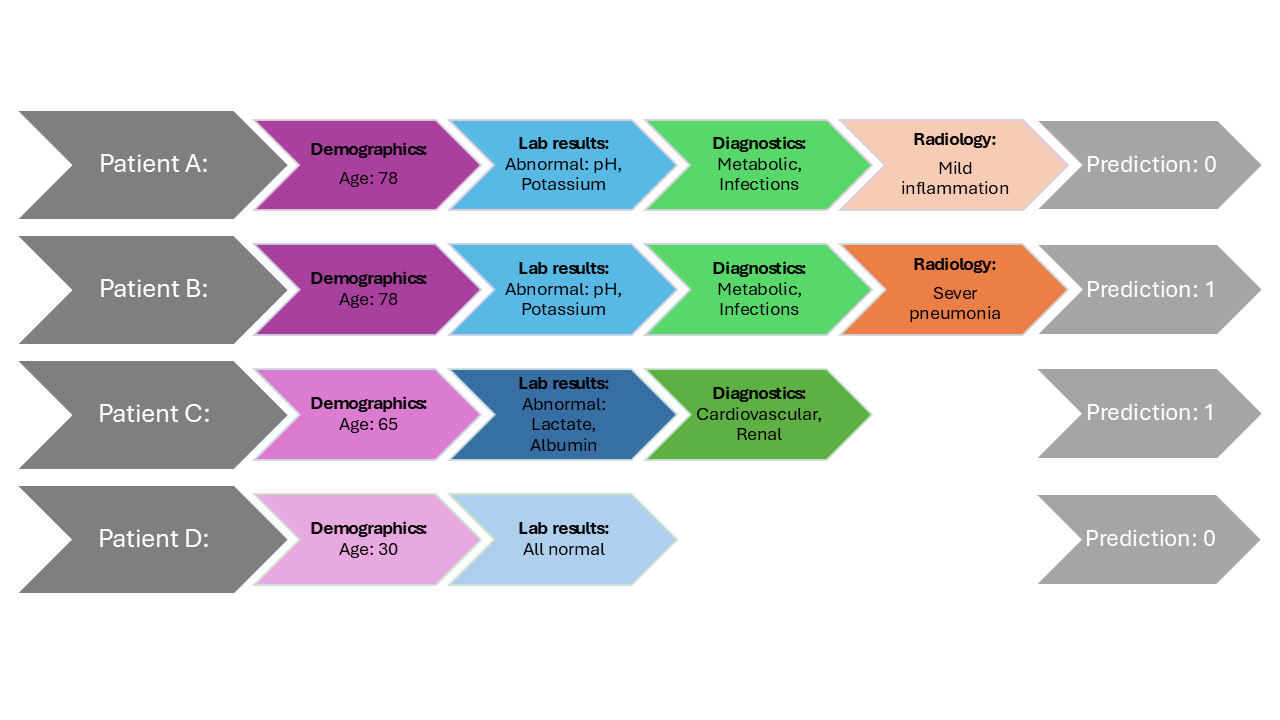 Patient A:
Demographics:
Age: 78
Lab results:
Abnormal: pH,
Potassium
Diagnostics:
Metabolic,
Infections
Radiology:
Mild
inflammation
Prediction: 0
Patient B:
Demographics:
Age: 78
Lab results:
Abnormal: pH,
Potassium
Diagnostics:
Metabolic,
Infections
Radiology:
Sever
pneumonia
Prediction: 1
Patient C:
Demographics:
Age: 65
Lab results:
Abnormal:
Lactate,
Albumin
Diagnostics:
Cardiovascular,
Renal
Prediction: 1
Patient D:
Demographics:
Age: 30
Lab results:
All normal
Prediction: 0